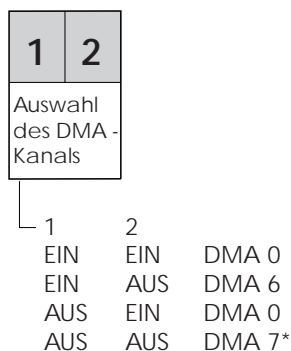 1 2
Auswahl
des DMA -
Kanals
1 2
EIN EIN DMA 0
EIN AUS DMA 6
AUS EIN DMA 0
AUS AUS DMA 7*